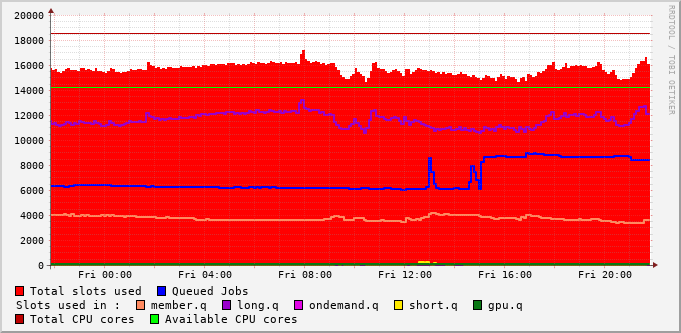 20000
18000
16000
14000
12000
10000
8000
6000
4000
2000
0
Fri 00:00 Fri 04:00 Fri 08:00 Fri 12:00 Fri 16:00 Fri 20:00
Total slots used Queued Jobs
Slots used in : member.q long.q ondemand.q short.q gpu.q
Total CPU cores Available CPU cores
RRDTOOL / TOBI OETIKER